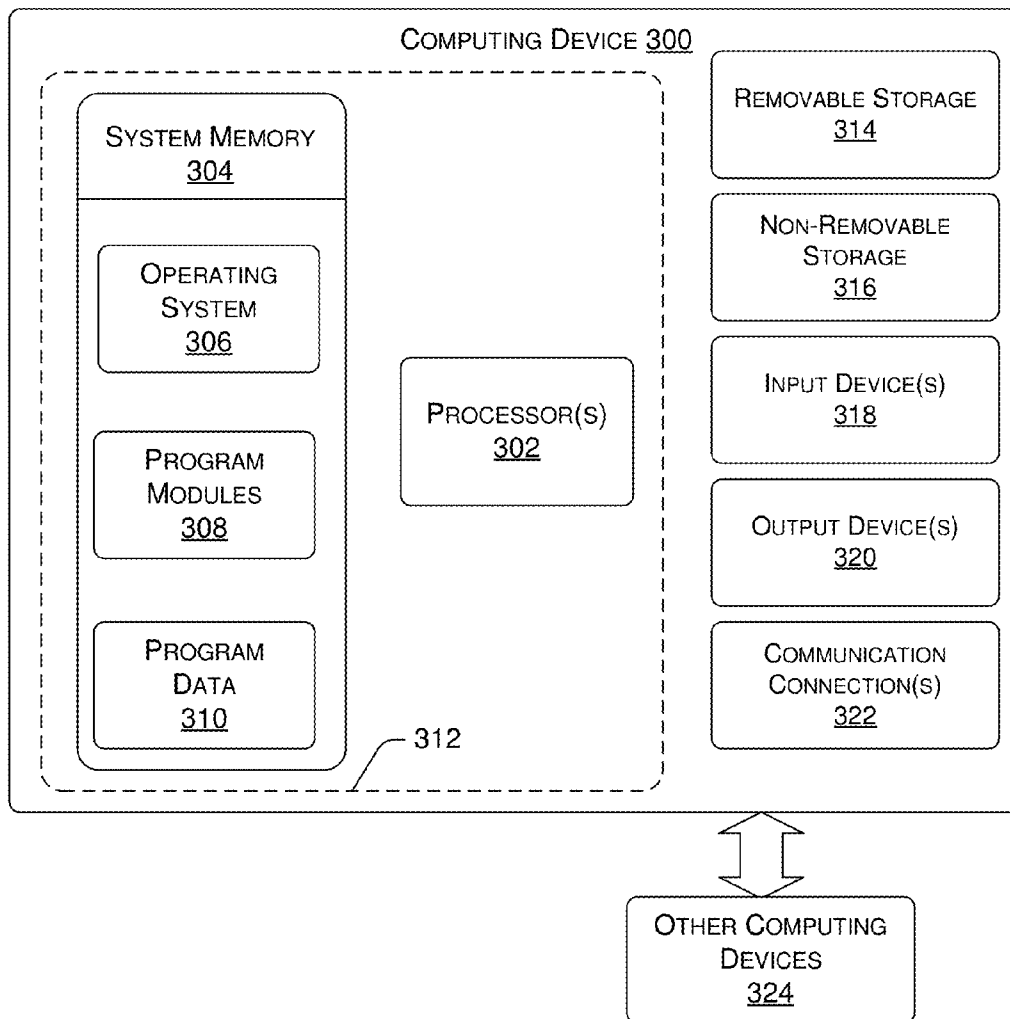 COMPUTING DEVICE 300
SYSTEM MEMORY
304
OPERATING
SYSTEM
306
PROGRAM
MODULES
308
PROGRAM
DATA
310
PROCESSOR(S)
302
312
REMOVABLE STORAGE
314
NON-REMOVABLE
STORAGE
316
INPUT DEVICE(S)
318
OUTPUT DEVICE(S)
320
COMMUNICATION
CONNECTION(S)
322
OTHER COMPUTING
DEVICES
324